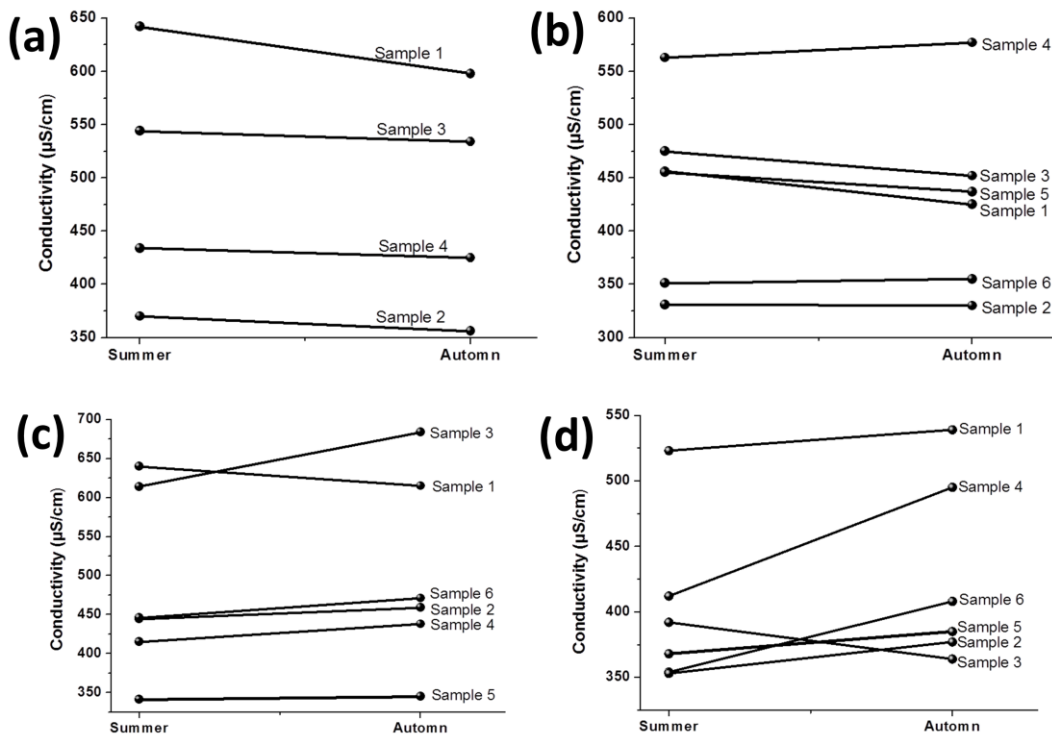 (a)
Conductivity (µS/cm)
650
600
550
500
450
400
350
Sample 1
Sample 3
Sample 4
Sample 2
Summer
Automn
(b)
Conductivity (µS/cm)
600
550
500
450
400
350
300
Sample 4
Sample 3
Sample 5
Sample 1
Sample 6
Sample 2
Summer
Automn
(c)
Conductivity (µS/cm)
700
650
600
550
500
450
400
350
Sample 3
Sample 1
Sample 6
Sample 2
Sample 4
Sample 5
Summer
Automn
(d)
Conductivity (µS/cm)
550
500
450
400
350
Sample 1
Sample 4
Sample 6
Sample 5
Sample 2
Sample 3
Summer
Automn